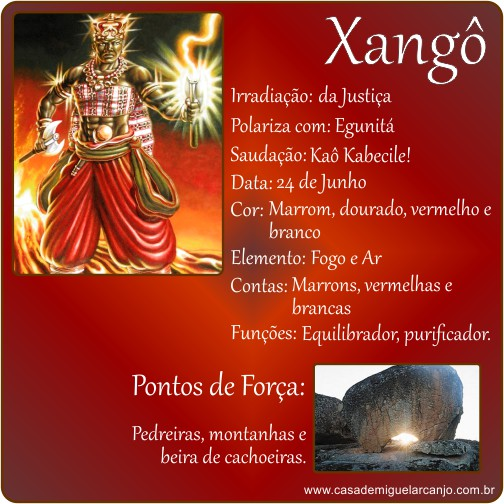 Xangô
Irradiação: da Justiça
Polariza com: Egunitá
Saudação: Kaô Kabecile!
Data: 24 de Junho
Cor: Marrom, dourado, vermelho e
branco
Elemento: Fogo e Ar
Contas: Marrons, vermelhas e
brancas
Funções: Equilibrador, purificador.
Pontos de Força:
Pedreiras, montanhas e
beira de cachoeiras.
www.casademiguelarcanjo.com.br